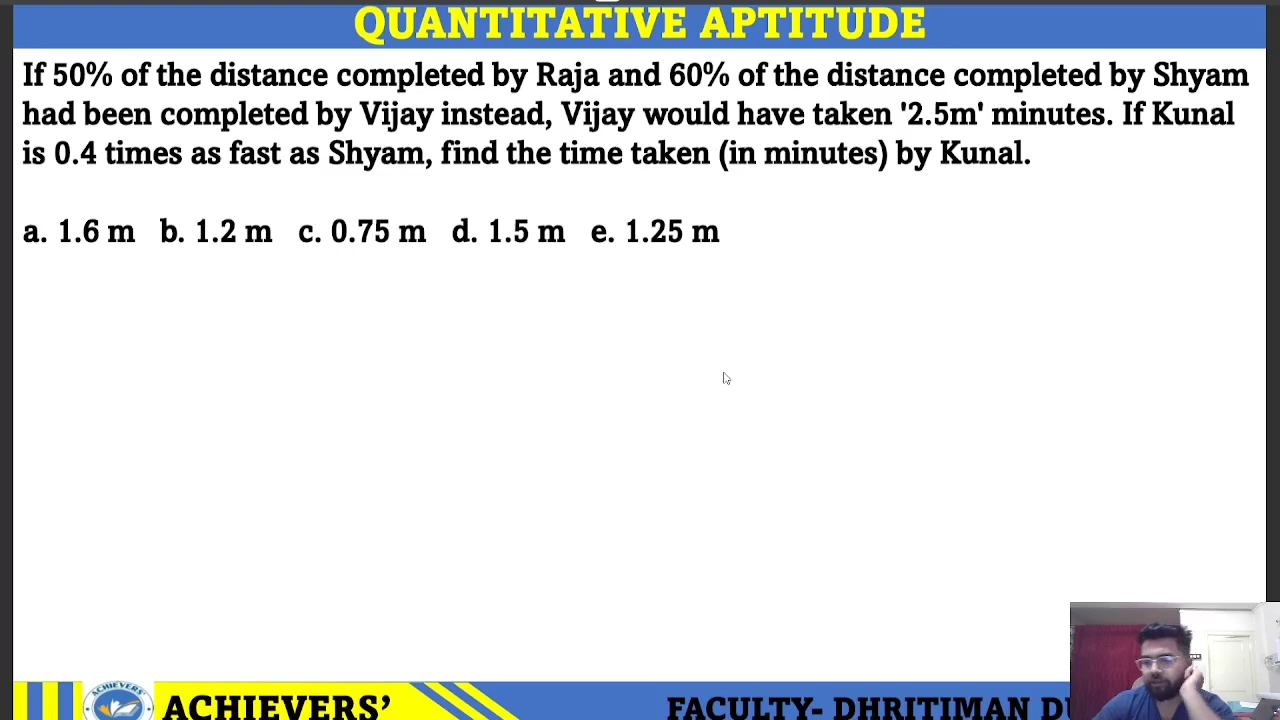 QUANTITATIVE APTITUDE
If 50% of the distance completed by Raja and 60% of the distance completed by Shyam
had been completed by Vijay instead, Vijay would have taken '2.5m' minutes. If Kunal
is 0.4 times as fast as Shyam, find the time taken (in minutes) by Kunal.
a. 1.6 m b. 1.2 m c. 0.75 m d. 1.5 m e. 1.25 m
ACHIEVERS'
ACHIEVERS’
FACULTY- DHRITIMAN